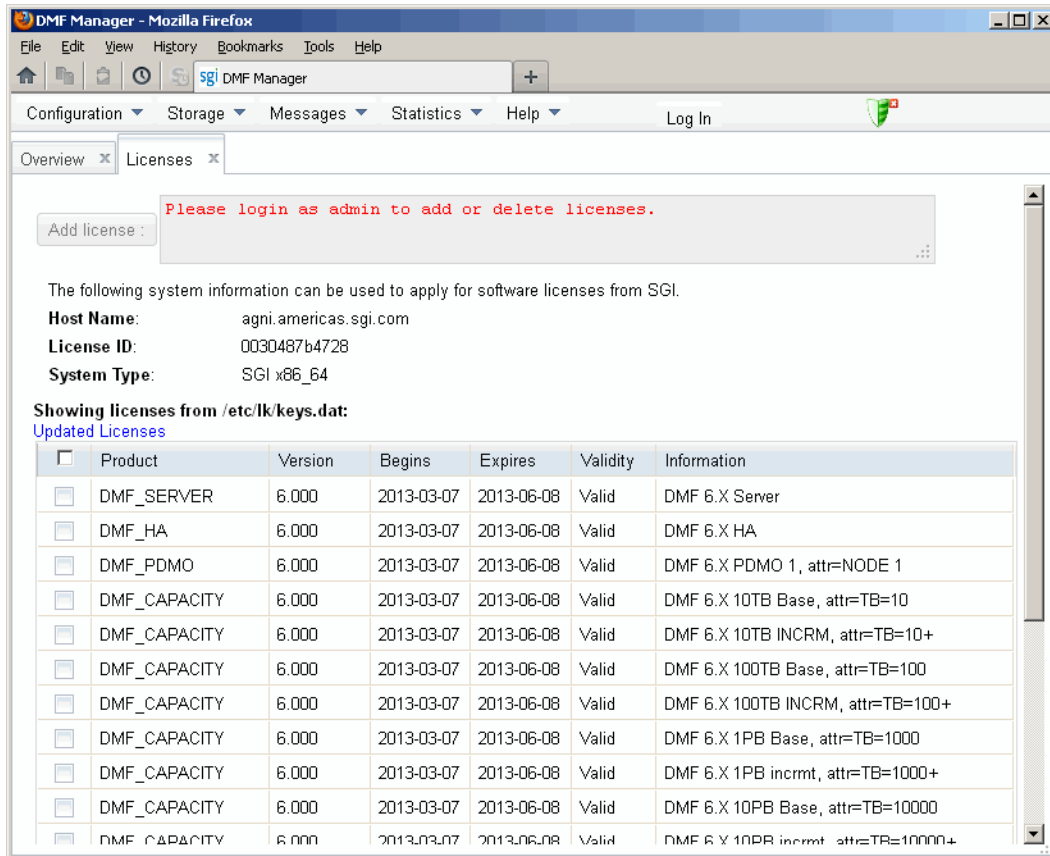 DMF Manager - Mozilla Firefox
File Edit View History Bookmarks Tools Help
sgi DMF Manager +
Configuration Storage Messages Statistics Help Log In
Overview x Licenses x
Add license : Please login as admin to add or delete licenses.
The following system information can be used to apply for software licenses from SGI.
Host Name: agni.americas.sgi.com
License ID: 0030487b4728
System Type: SGI x86_64
Showing licenses from /etc/lk/keys.dat:
Updated Licenses
Product Version Begins Expires Validity Information
DMF_SERVER 6.000 2013-03-07 2013-06-08 Valid DMF 6.X Server
DMF_HA 6.000 2013-03-07 2013-06-08 Valid DMF 6.X HA
DMF_PDMO 6.000 2013-03-07 2013-06-08 Valid DMF 6.X PDMO 1, attr=NODE 1
DMF_CAPACITY 6.000 2013-03-07 2013-06-08 Valid DMF 6.X 10TB Base, attr=TB=10
DMF_CAPACITY 6.000 2013-03-07 2013-06-08 Valid DMF 6.X 10TB INCRM, attr=TB=10+
DMF_CAPACITY 6.000 2013-03-07 2013-06-08 Valid DMF 6.X 100TB Base, attr=TB=100
DMF_CAPACITY 6.000 2013-03-07 2013-06-08 Valid DMF 6.X 100TB INCRM, attr=TB=100+
DMF_CAPACITY 6.000 2013-03-07 2013-06-08 Valid DMF 6.X 1PB Base, attr=TB=1000
DMF_CAPACITY 6.000 2013-03-07 2013-06-08 Valid DMF 6.X 1PB incrmt, attr=TB=1000+
DMF_CAPACITY 6.000 2013-03-07 2013-06-08 Valid DMF 6.X 10PB Base, attr=TB=10000
DMF_CAPACITY 6.000 2013-03-07 2013-06-08 Valid DMF 6.X 10PB incrmt, attr=TB=10000+